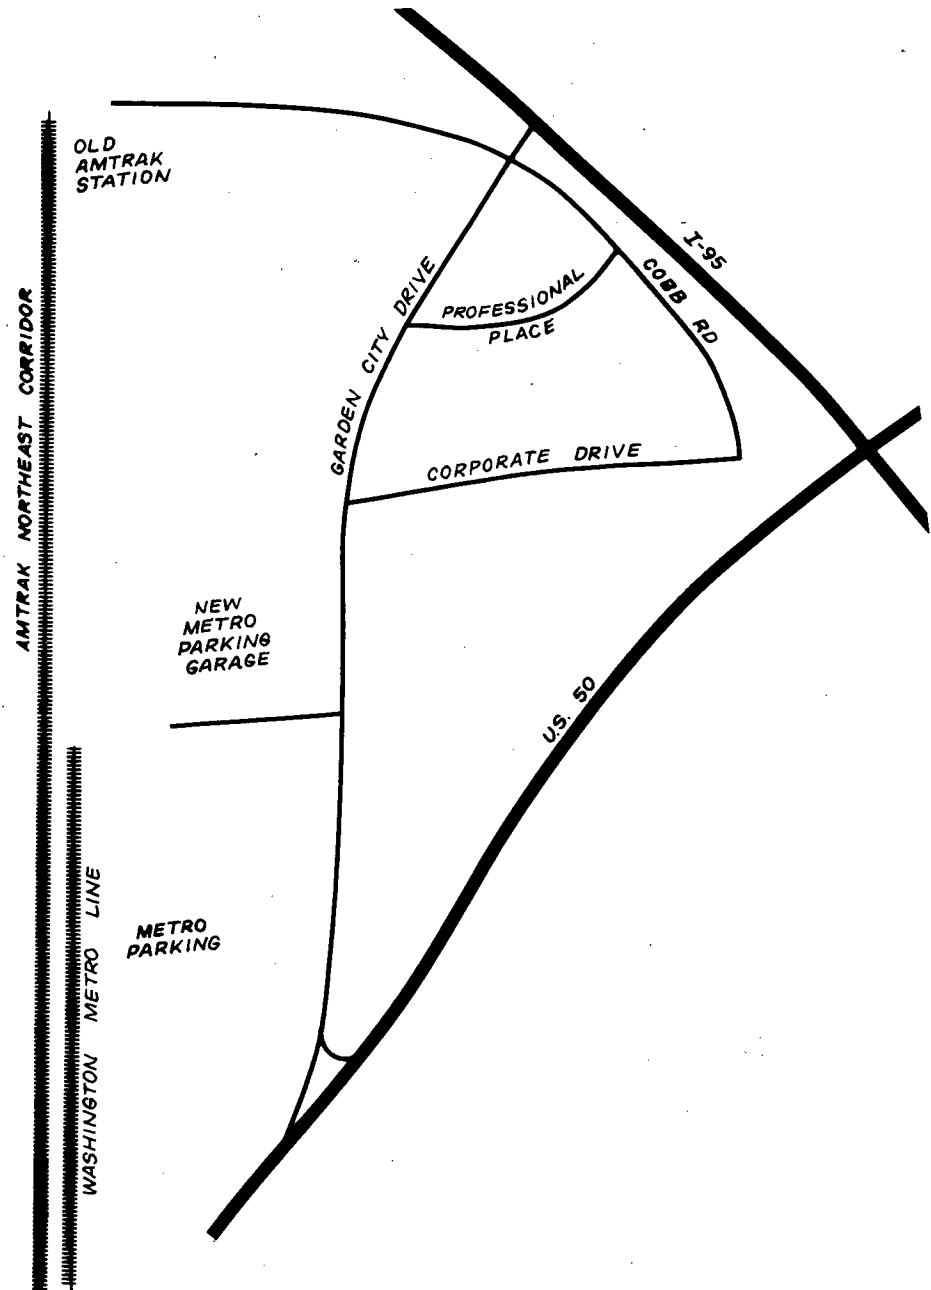 OLD
AMTRAK
STATION
I-95
COBB RD
GARDEN CITY DRIVE
PROFESSIONAL
PLACE
CORPORATE DRIVE
AMTRAK NORTHEAST CORRIDOR
NEW
METRO
PARKING
GARAGE
U.S. 50
WASHINGTON METRO LINE
METRO
PARKING